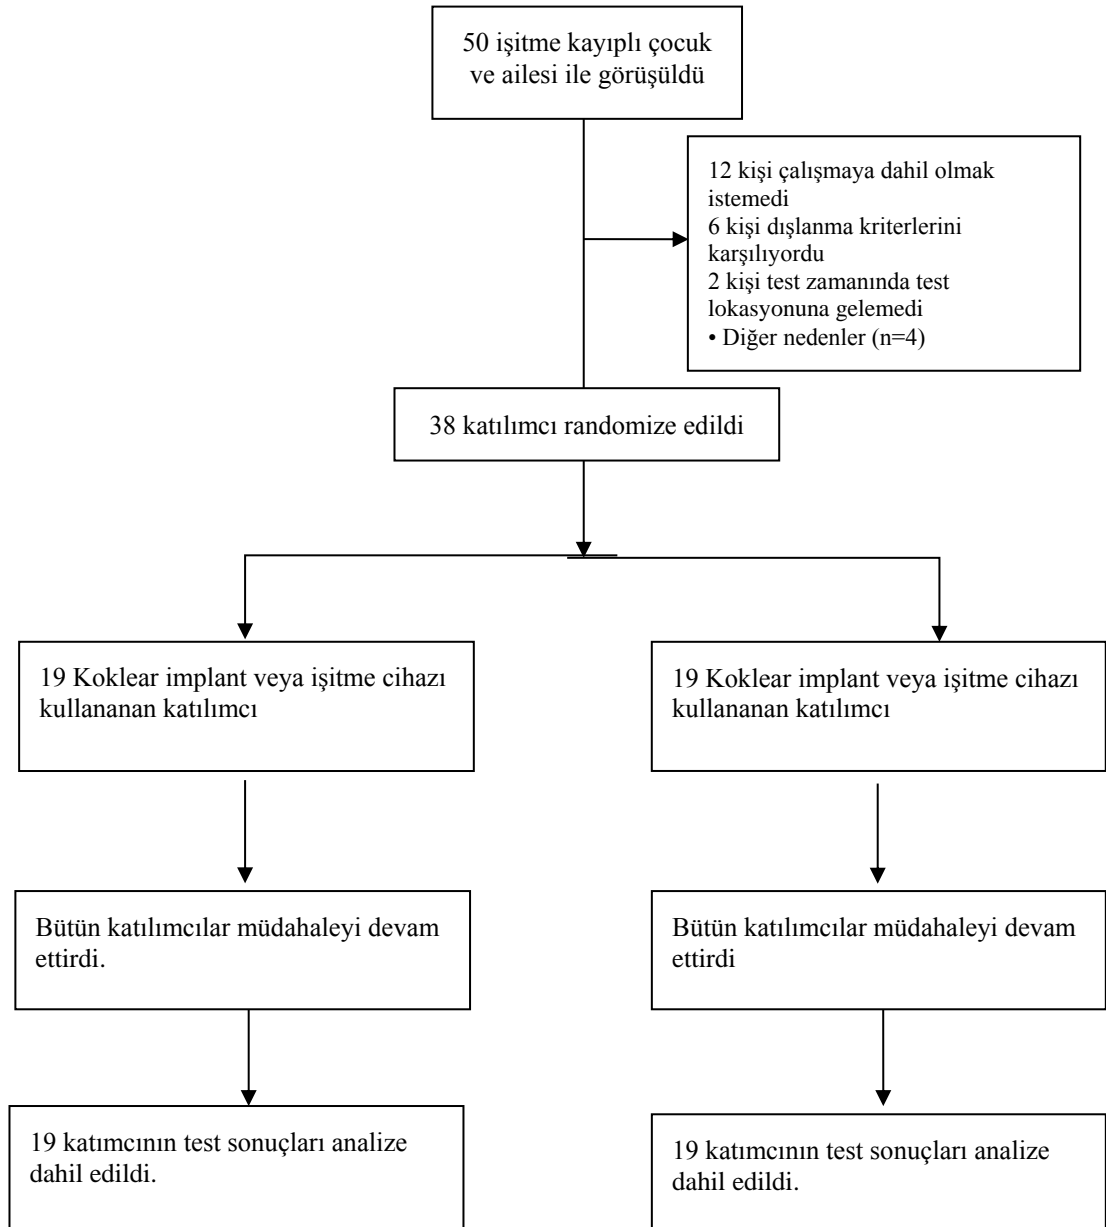 50 işitme kayıplı çocuk
ve ailesi ile görüşüldü
12 kişi çalışmaya dahil olmak
istemedi
6 kişi dışlanma kriterlerini
karşılıyordu
2 kişi test zamanında test
lokasyonuna gelemedi
• Diğer nedenler (n=4)
38 katılımcı randomize edildi
19 Koklear implant veya işitme cihazı
kullananan katılımcı
19 Koklear implant veya işitme cihazı
kullananan katılımcı
Bütün katılımcılar müdahaleyi devam
ettirdi.
Bütün katılımcılar müdahaleyi devam
ettirdi
19 katımcının test sonuçları analize
dahil edildi.
19 katımcının test sonuçları analize
dahil edildi.